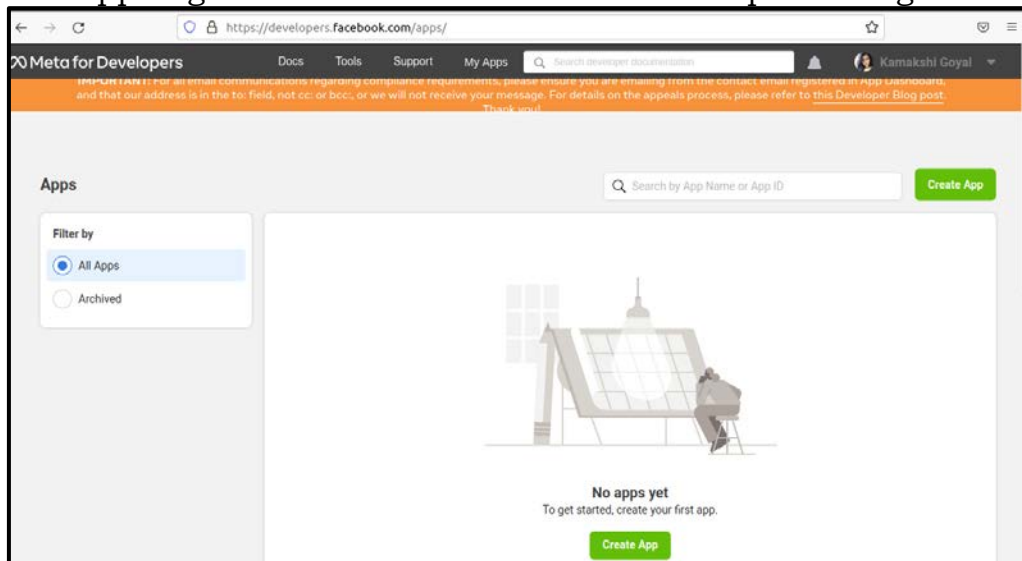 https://developers.facebook.com/apps/
Meta for Developers Docs Tools Support My Apps Search developer documentation Kamakshi Goyal
IMPORTANT: For all email communications regarding compliance requirements, please ensure you are emailing from the contact email registered in App Dashboard,
and that our address is in the to: field, not cc: or bcc:, or we will not receive your message. For details on the appeals process, please refer to this Developer Blog post.
Thank you!
Apps
Search by App Name or App ID
Create App
Filter by
All Apps
Archived
No apps yet
To get started, create your first app.
Create App